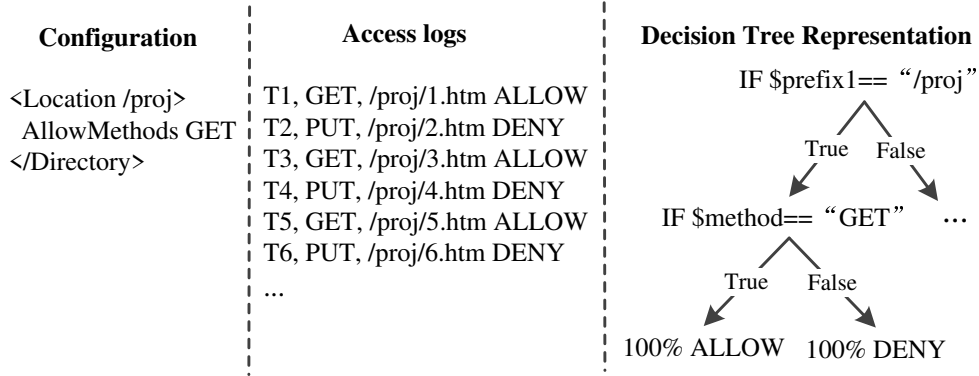 Configuration
<Location /proj>
AllowMethods GET
</Directory>
Access logs
T1, GET, /proj/1.htm ALLOW
T2, PUT, /proj/2.htm DENY
T3, GET, /proj/3.htm ALLOW
T4, PUT, /proj/4.htm DENY
T5, GET, /proj/5.htm ALLOW
T6, PUT, /proj/6.htm DENY
...
Decision Tree Representation
IF $prefix1== “/proj”
True False
IF $method== “GET” ...
True False
100% ALLOW 100% DENY